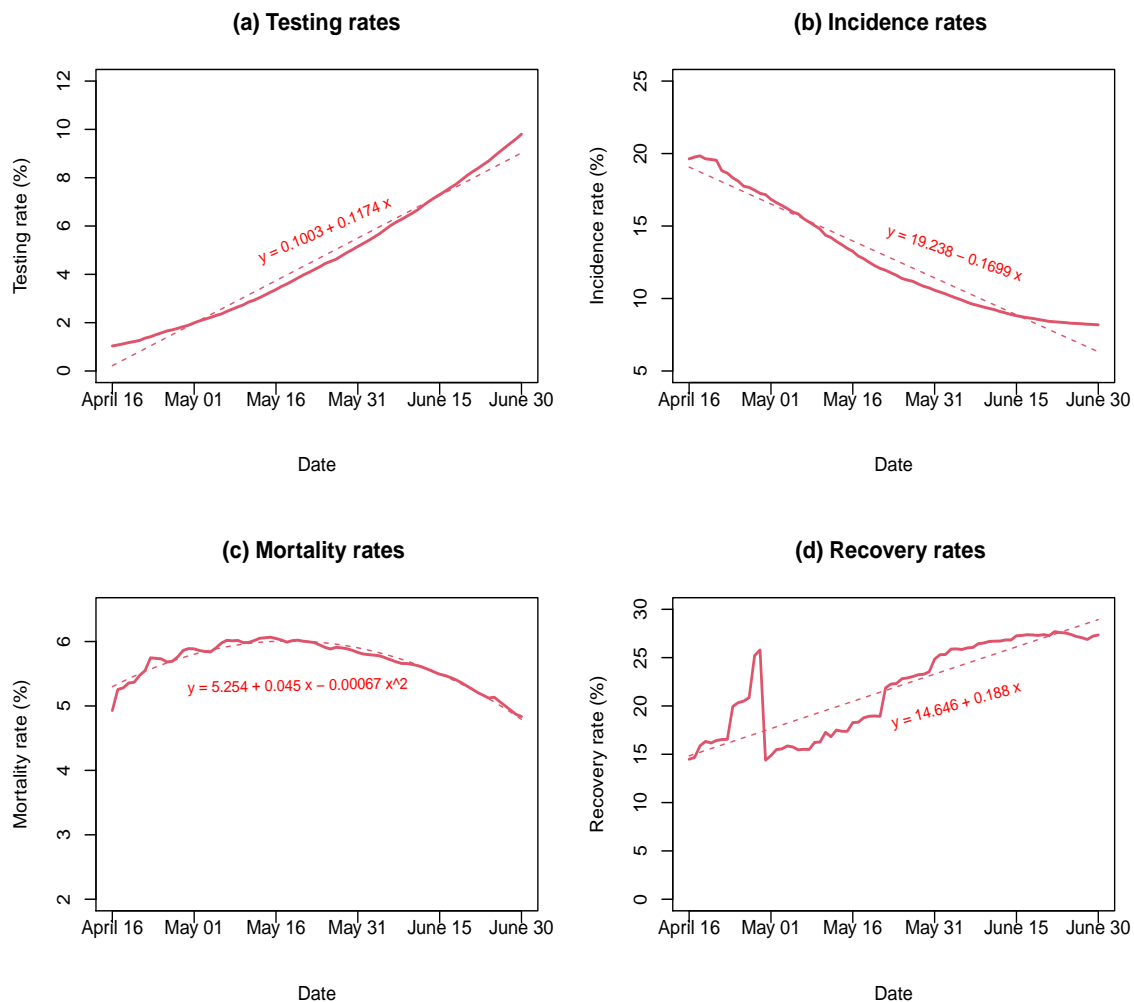 (a) Testing rates
Testing rate (%)
12
10
8
6
4
2
0
y = 0.1003 + 0.1174 x
April 16 May 01 May 16 May 31 June 15 June 30
Date
(b) Incidence rates
Incidence rate (%)
25
20
15
10
5
y = 19.238 − 0.1699 x
April 16 May 01 May 16 May 31 June 15 June 30
Date
(c) Mortality rates
Mortality rate (%)
6
5
4
3
2
y = 5.254 + 0.045 x − 0.00067 x^2
April 16 May 01 May 16 May 31 June 15 June 30
Date
(d) Recovery rates
Recovery rate (%)
30
25
20
15
10
5
0
y = 14.646 + 0.188 x
April 16 May 01 May 16 May 31 June 15 June 30
Date